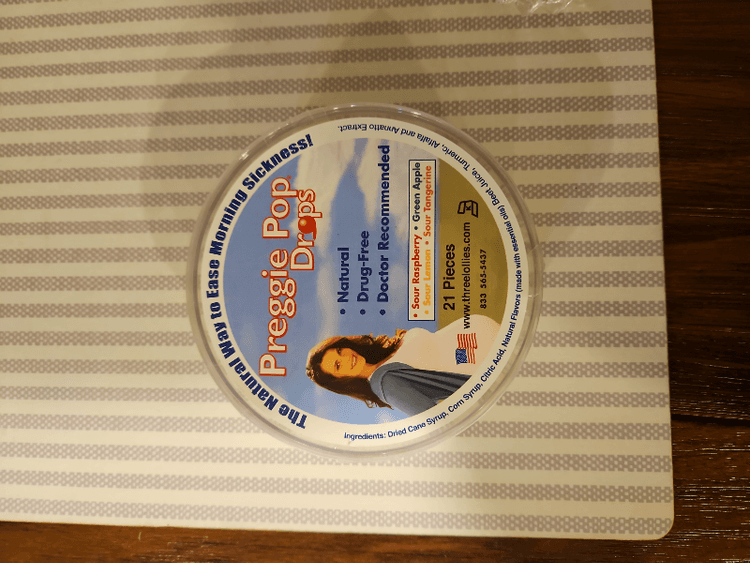 The Natural Way to Ease Morning Sickness!
Preggie Pop
Drops
• Natural
• Drug-Free
• Doctor Recommended
• Sour Raspberry • Green Apple
• Sour Lemon • Sour Tangerine
21 Pieces
www.threelollies.com
833 565-5437
Ingredients: Dried Cane Syrup, Corn Syrup, Citric Acid, Natural Flavors (made with essential oils) Beet Juice, Turmeric, Alfalfa and Annatto Extract.